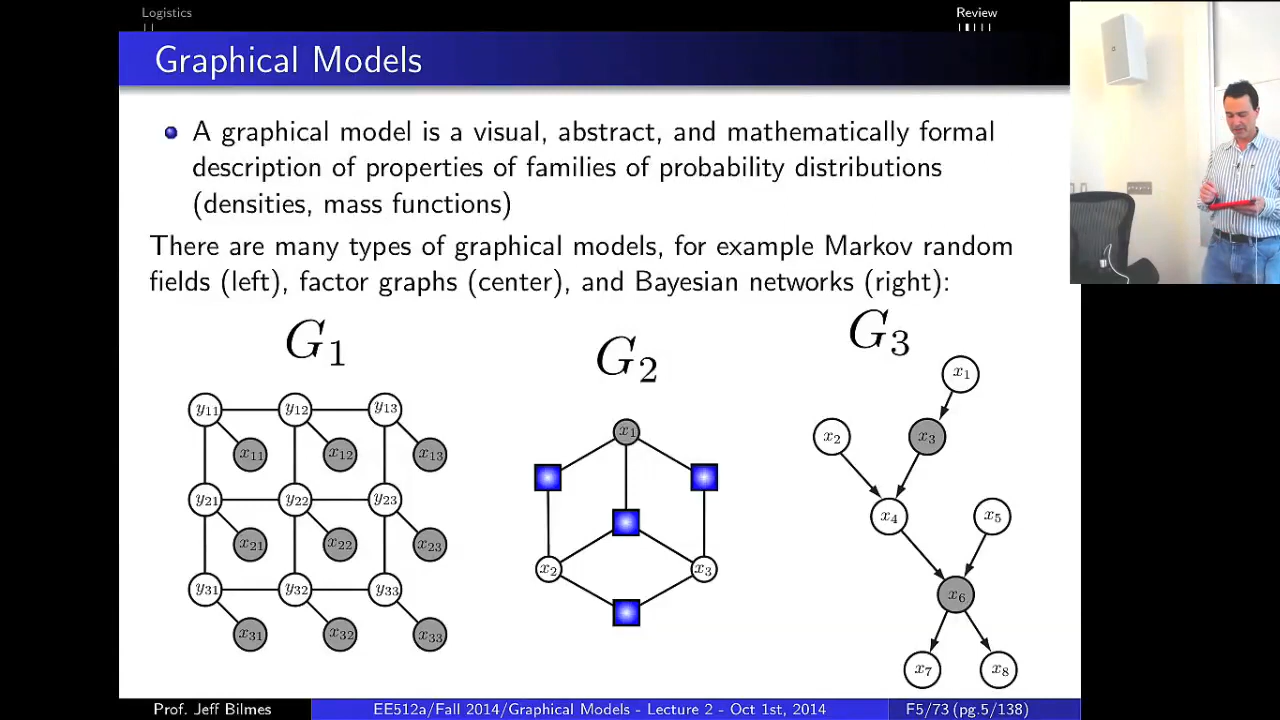 Logistics
Review
Graphical Models
A graphical model is a visual, abstract, and mathematically formal
description of properties of families of probability distributions
(densities, mass functions)
There are many types of graphical models, for example Markov random
fields (left), factor graphs (center), and Bayesian networks (right):
G1
G2
G3
y11 y12 y13
x11 x12 x13
y21 y22 y23
x21 x22 x23
y31 y32 y33
x31 x32 x33
x1
x2 x3
x1
x2 x3
x4 x5
x6
x7 x8
Prof. Jeff Bilmes
EE512a/Fall 2014/Graphical Models - Lecture 2 - Oct 1st, 2014
F5/73 (pg.5/138)